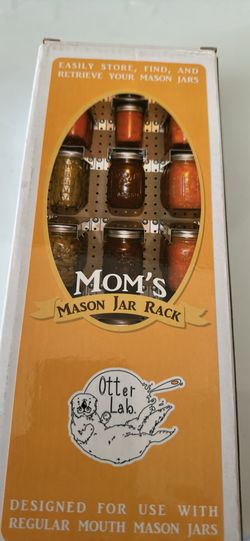 EASILY STORE, FIND, AND
RETRIEVE YOUR MASON JARS
MOM'S
MASON JAR RACK
Otter
Lab.
DESIGNED FOR USE WITH
REGULAR MOUTH MASON JARS